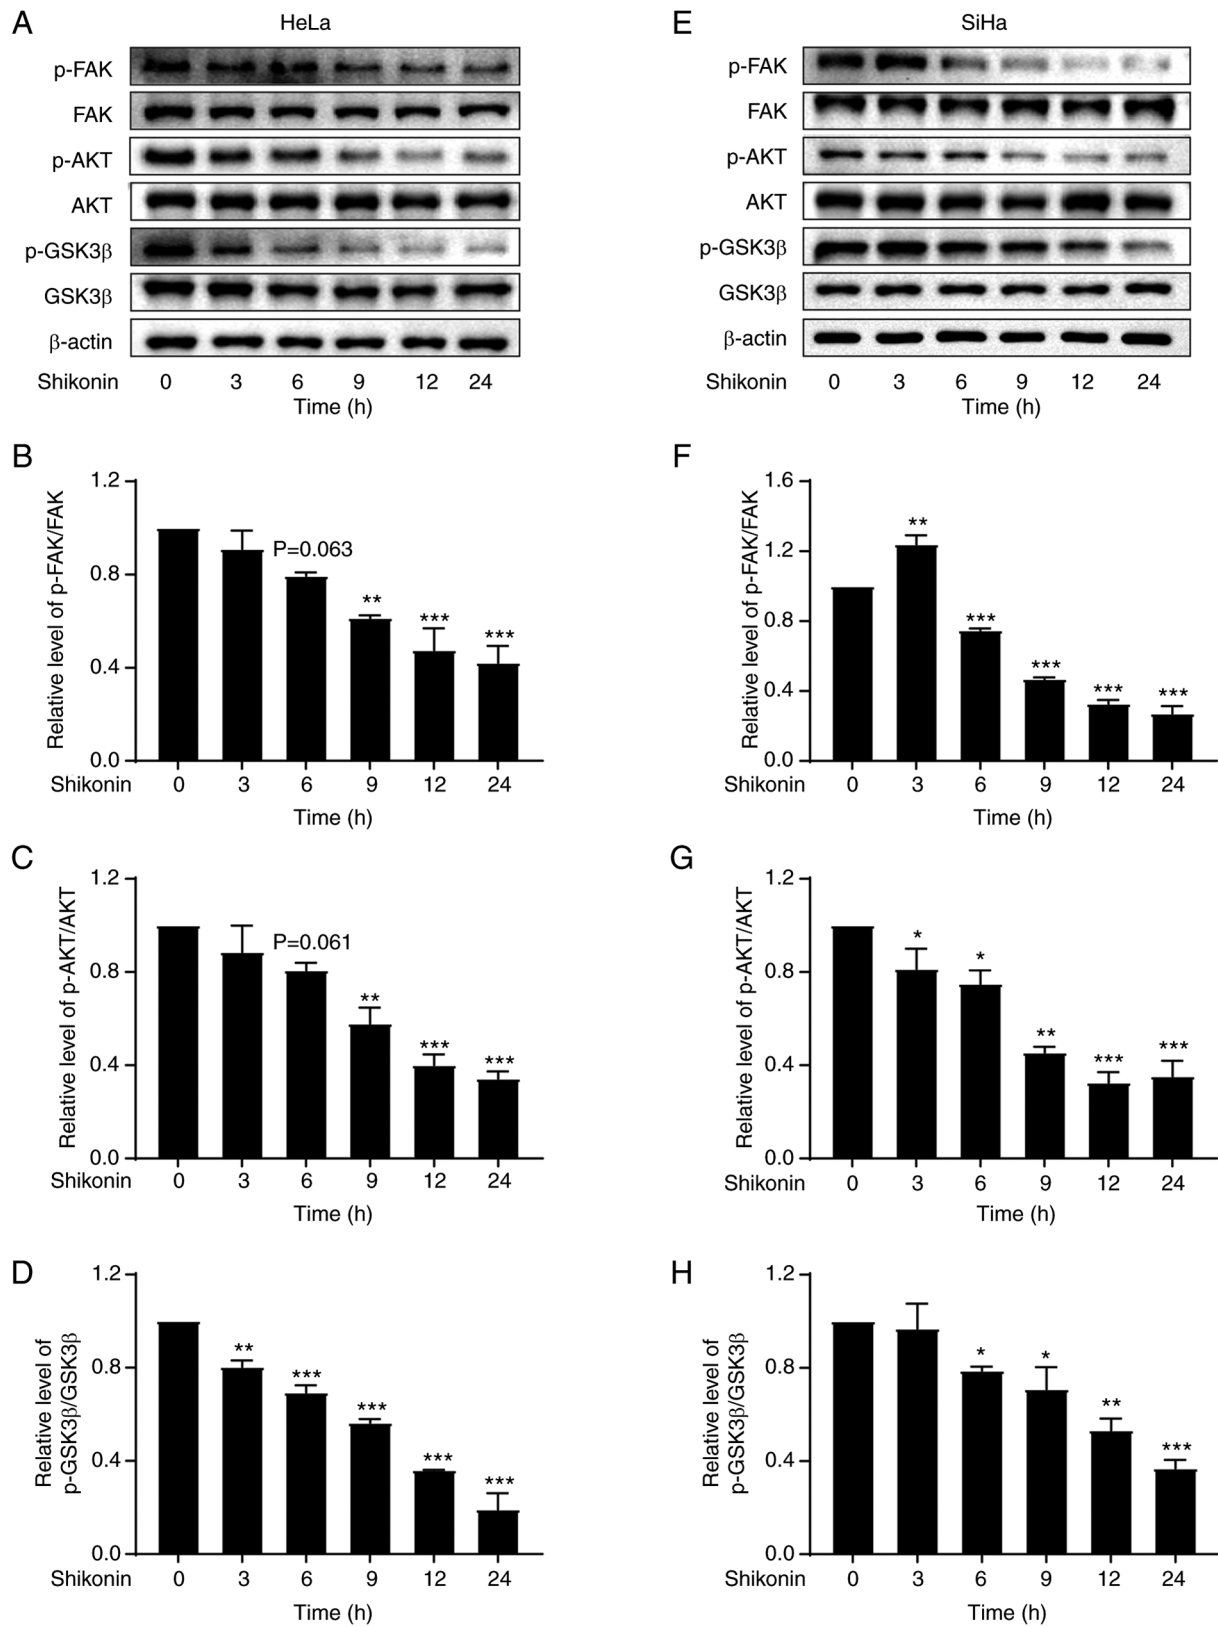 A
HeLa
p-FAK
FAK
p-AKT
AKT
p-GSK3β
GSK3β
β-actin
Shikonin 0 3 6 9 12 24
Time (h)
E
SiHa
p-FAK
FAK
p-AKT
AKT
p-GSK3β
GSK3β
β-actin
Shikonin 0 3 6 9 12 24
Time (h)
B
Relative level of p-FAK/FAK
1.2
0.8
0.4
0.0
P=0.063
**
***
***
Shikonin 0 3 6 9 12 24
Time (h)
F
Relative level of p-FAK/FAK
1.6
1.2
0.8
0.4
0.0
**
***
***
***
***
Shikonin 0 3 6 9 12 24
Time (h)
C
Relative level of p-AKT/AKT
1.2
0.8
0.4
0.0
P=0.061
**
***
***
Shikonin 0 3 6 9 12 24
Time (h)
G
Relative level of p-AKT/AKT
1.2
0.8
0.4
0.0
*
*
**
***
***
Shikonin 0 3 6 9 12 24
Time (h)
D
Relative level of
p-GSK3β/GSK3β
1.2
0.8
0.4
0.0
**
***
***
***
***
Shikonin 0 3 6 9 12 24
Time (h)
H
Relative level of
p-GSK3β/GSK3β
1.2
0.8
0.4
0.0
*
*
**
***
Shikonin 0 3 6 9 12 24
Time (h)